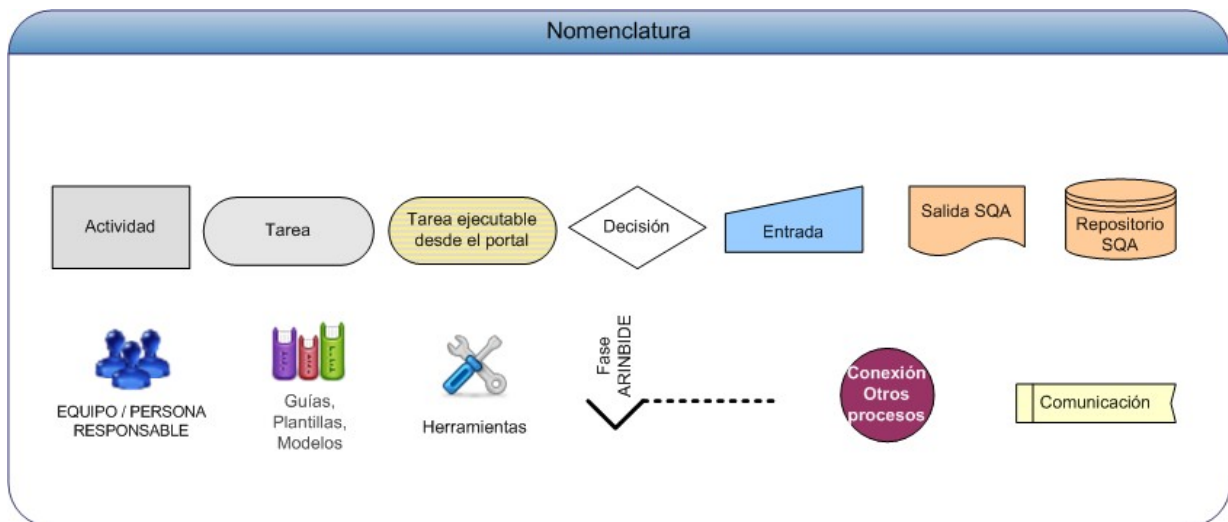 Nomenclatura
Actividad
Tarea
Tarea ejecutable
desde el portal
Decisión
Entrada
Salida SQA
Repositorio
SQA
EQUIPO / PERSONA
RESPONSABLE
Guías,
Plantillas,
Modelos
Herramientas
Fase
ARINBIDE
Conexión
Otros
procesos
Comunicación